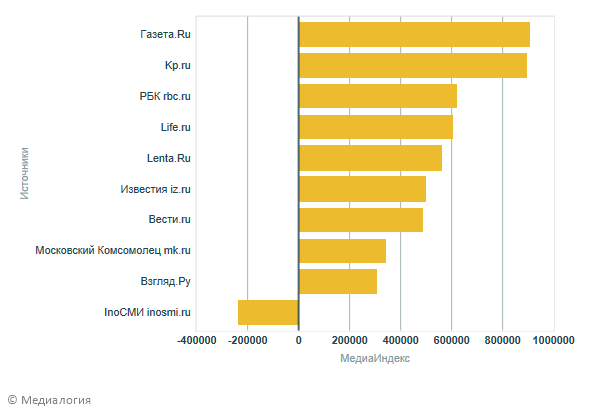 Газета.Ru
Kp.ru
РБК rbc.ru
Life.ru
Lenta.Ru
Известия iz.ru
Вести.ru
Московский Комсомолец mk.ru
Взгляд.Ру
InoСМИ inosmi.ru
Источники
-400000 -200000 0 200000 400000 600000 800000 1000000
МедиаИндекс
© Медиалогия